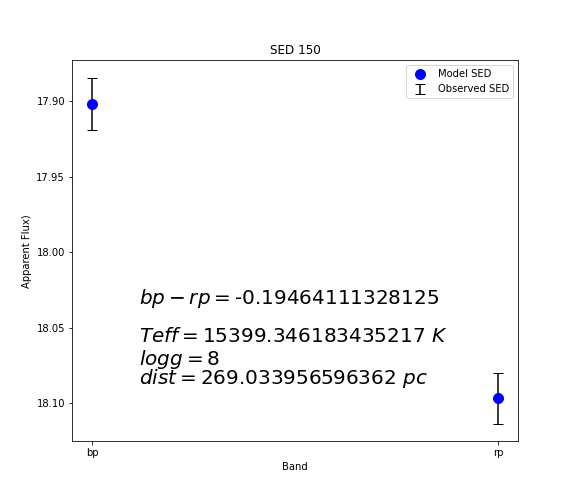 SED 150
Model SED
Observed SED
17.90
17.95
18.00
18.05
18.10
Apparent Flux)
bp − rp = -0.19464111328125
Teff = 15399.346183435217 K
logg = 8
dist = 269.033956596362 pc
bp
rp
Band